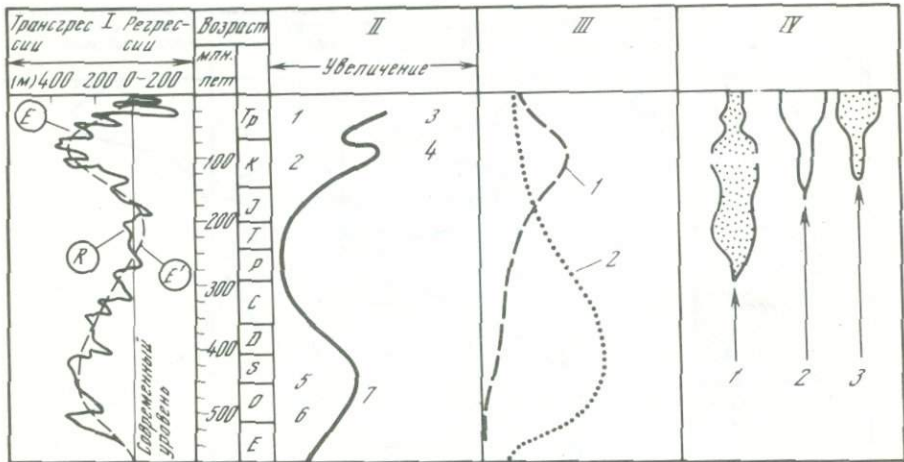 Трансгрес I Регрес-
сии сии
(м) 400 200 0 -200
Возраст
млн.
лет
II
Увеличение
III
IV
E
R
E'
Современный
уровень
100
200
300
400
500
Тр
K
J
T
P
C
D
S
O
Є
1
3
2
4
5
6
7
1
2
1
2
3